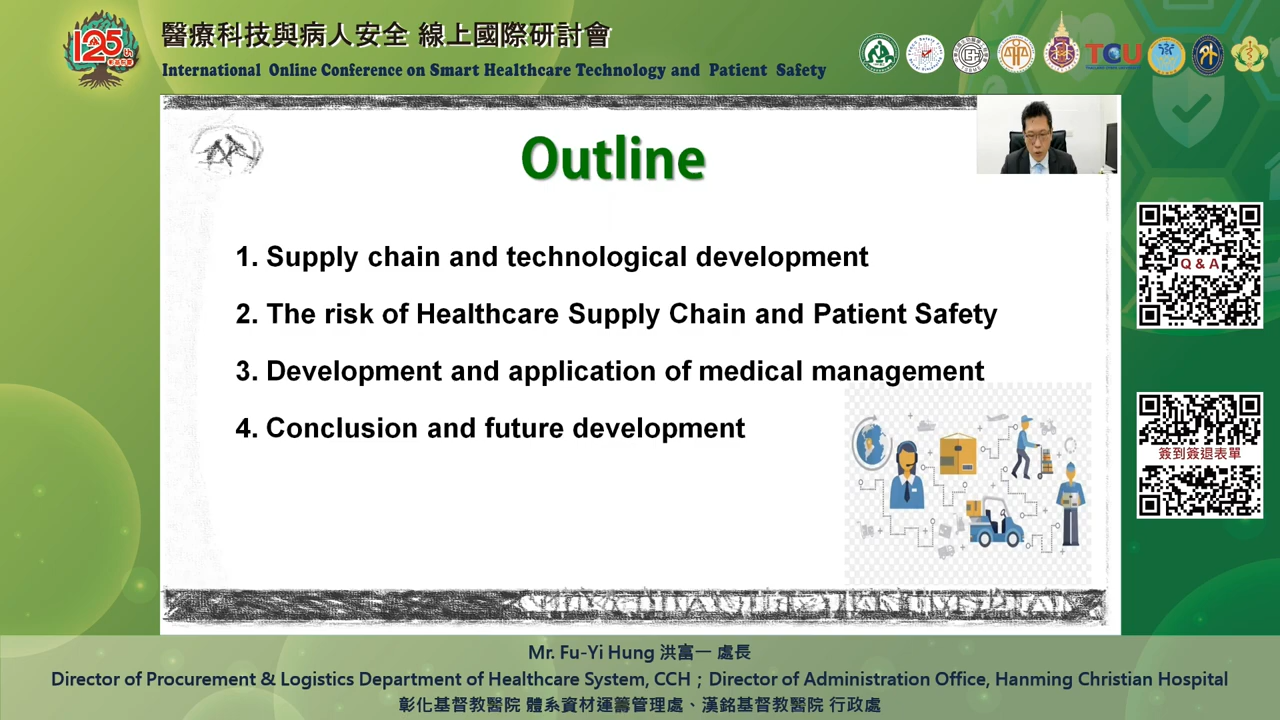 125
醫療科技與病人安全 線上國際研討會
International Online Conference on Smart Healthcare Technology and Patient Safety
TCU
Outline
1. Supply chain and technological development
2. The risk of Healthcare Supply Chain and Patient Safety
3. Development and application of medical management
4. Conclusion and future development
Q & A
簽到簽退表單
Mr. Fu-Yi Hung 洪富一 處長
Director of Procurement & Logistics Department of Healthcare System, CCH；Director of Administration Office, Hanming Christian Hospital
彰化基督教醫院 體系資材運籌管理處、漢銘基督教醫院 行政處